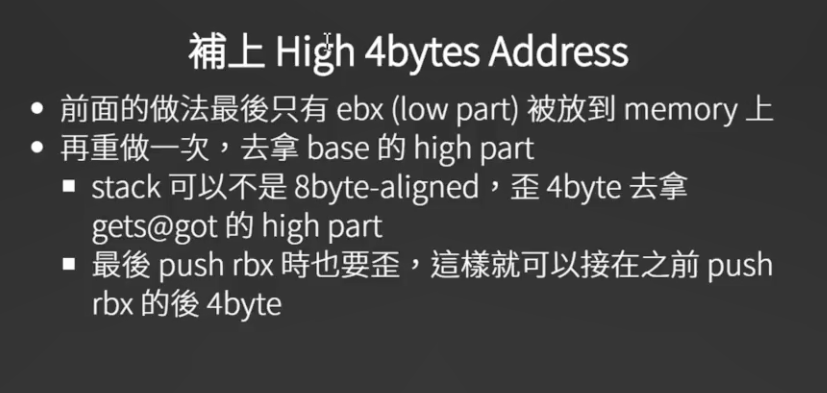 補上 High 4bytes Address
前面的做法最後只有 ebx (low part) 被放到 memory 上
再重做一次，去拿 base 的 high part
stack 可以不是 8byte-aligned，歪 4byte 去拿
gets@got 的 high part
最後 push rbx 時也要歪，這樣就可以接在之前 push
rbx 的後 4byte